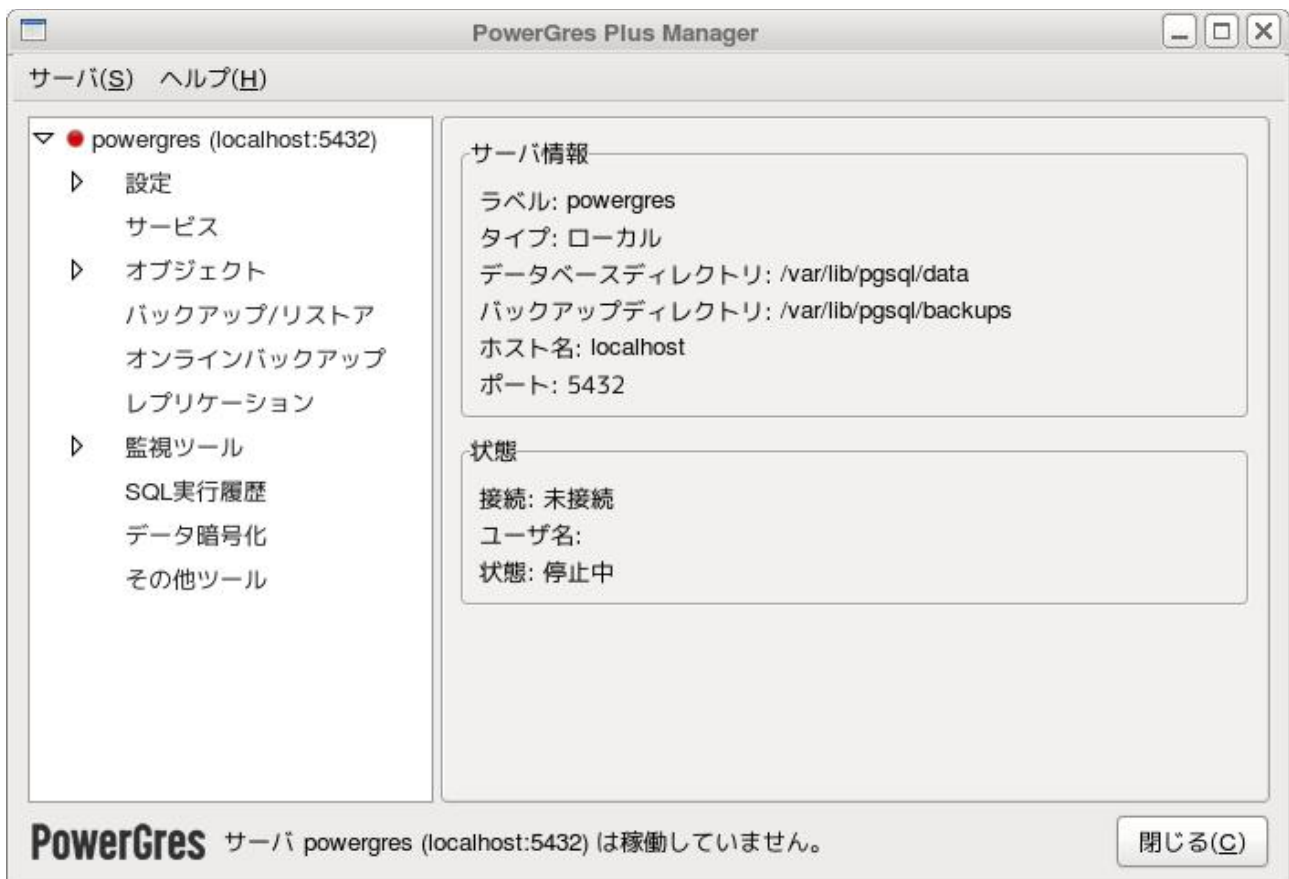 PowerGres Plus Manager
サーバ(S) ヘルプ(H)
powergres (localhost:5432)
設定
サービス
オブジェクト
バックアップ/リストア
オンラインバックアップ
レプリケーション
監視ツール
SQL実行履歴
データ暗号化
その他ツール
サーバ情報
ラベル: powergres
タイプ: ローカル
データベースディレクトリ: /var/lib/pgsql/data
バックアップディレクトリ: /var/lib/pgsql/backups
ホスト名: localhost
ポート: 5432
状態
接続: 未接続
ユーザ名:
状態: 停止中
PowerGres サーバ powergres (localhost:5432) は稼働していません。
閉じる(C)